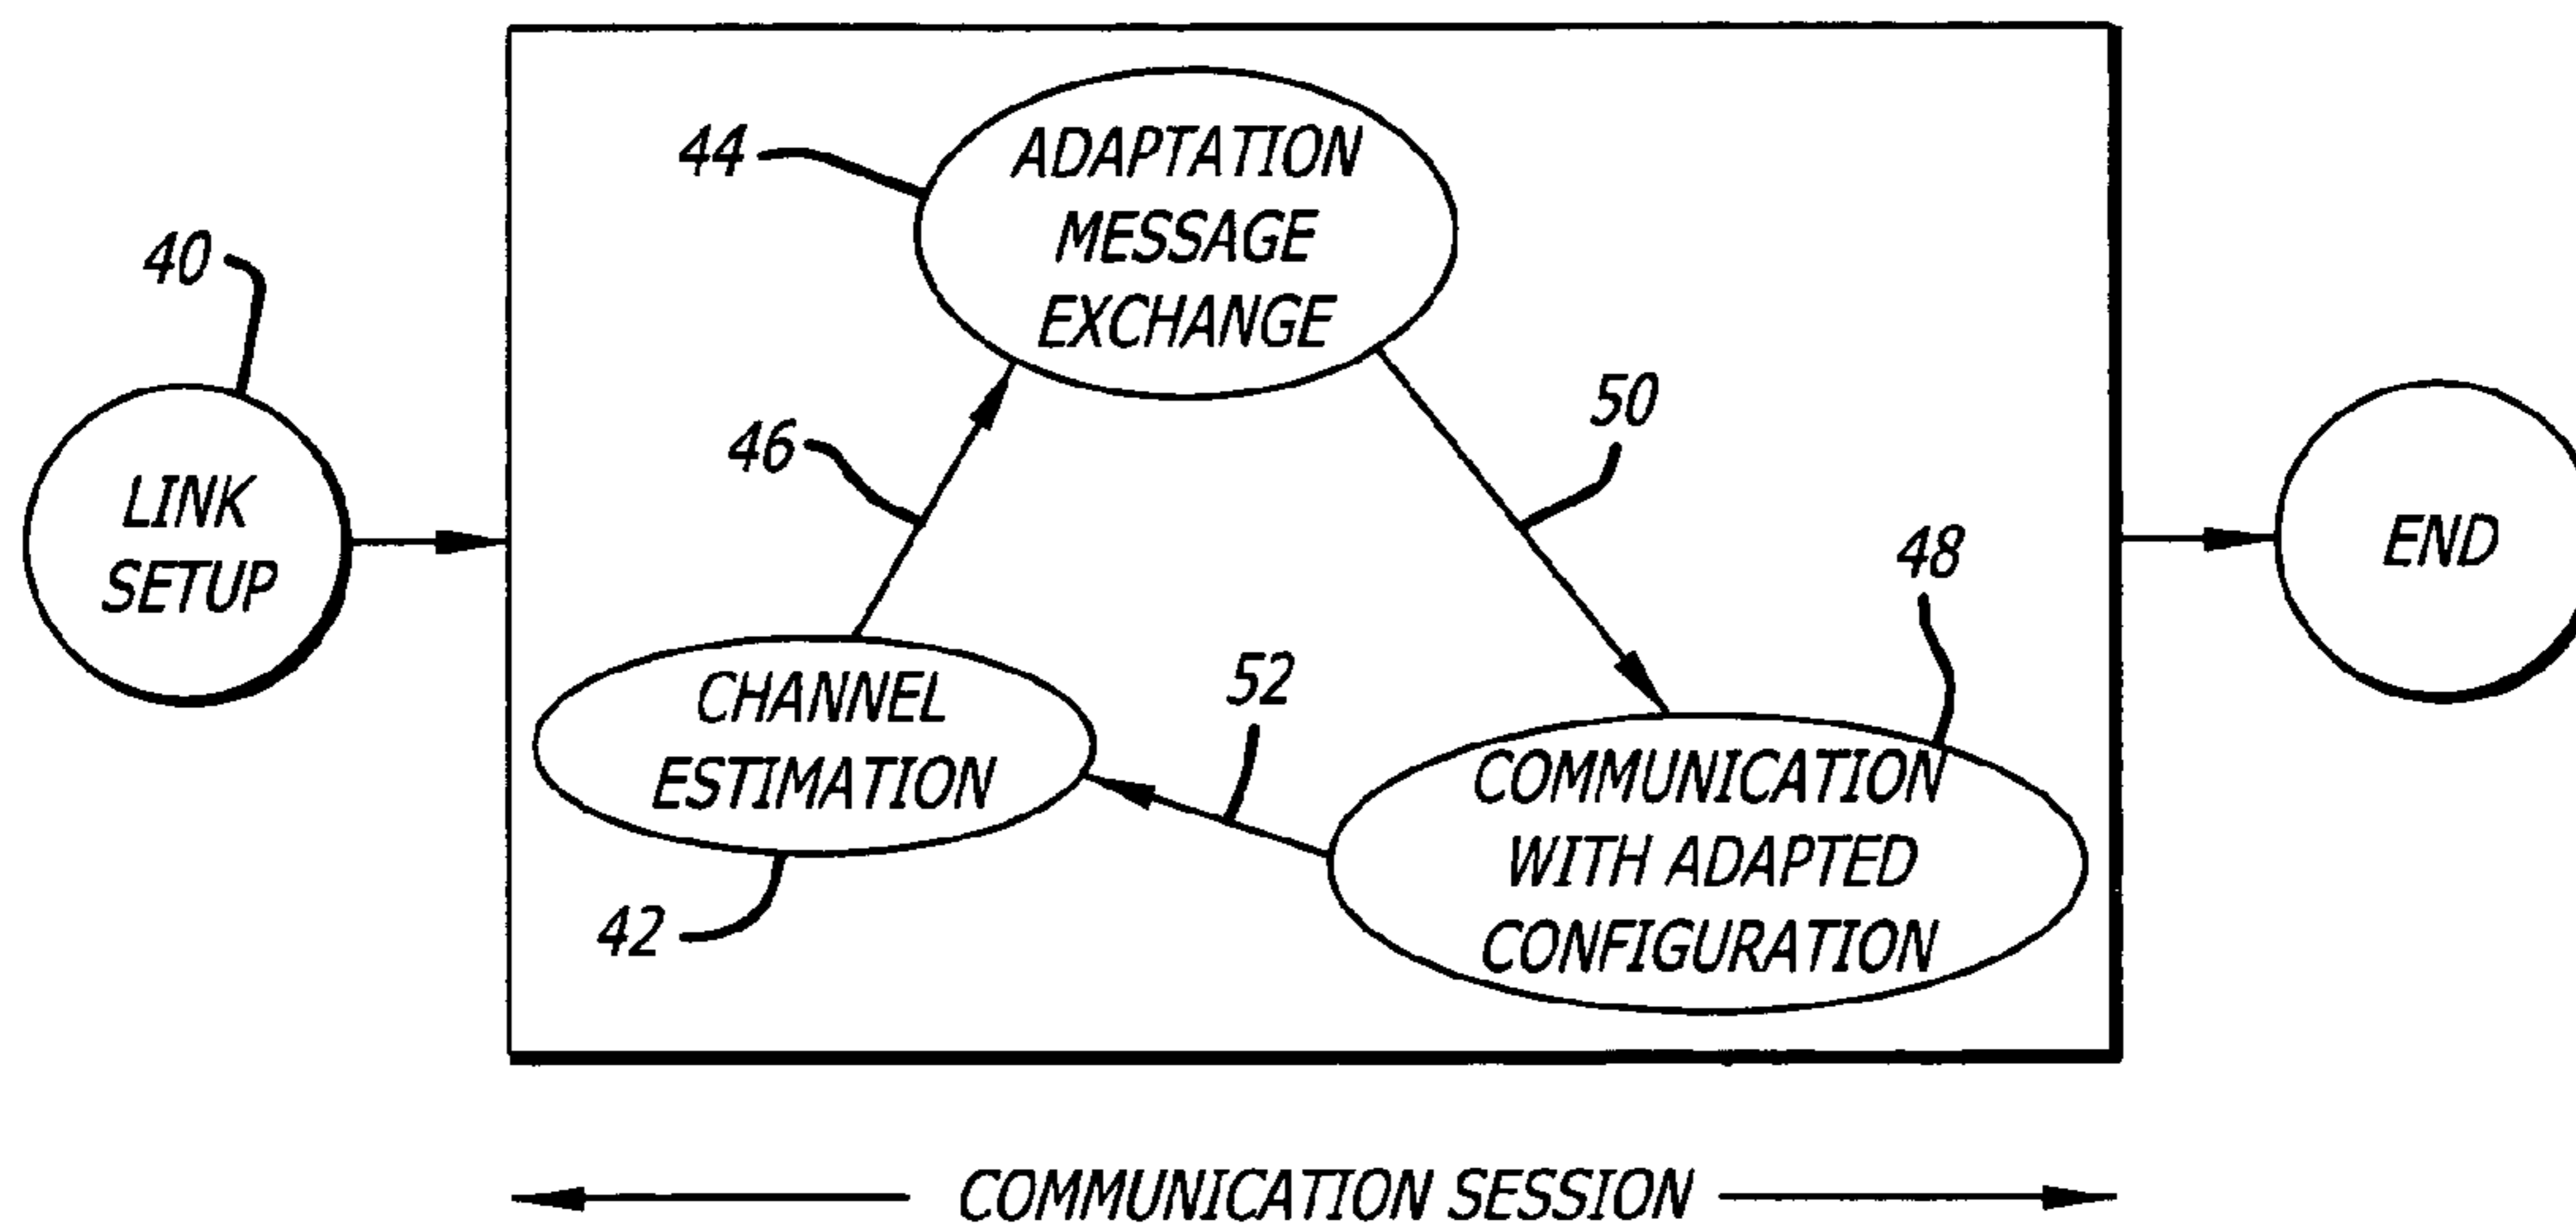 44
ADAPTATION
MESSAGE
EXCHANGE
40
46
50
LINK
SETUP
END
48
52
CHANNEL
ESTIMATION
COMMUNICATION
WITH ADAPTED
CONFIGURATION
42
COMMUNICATION SESSION